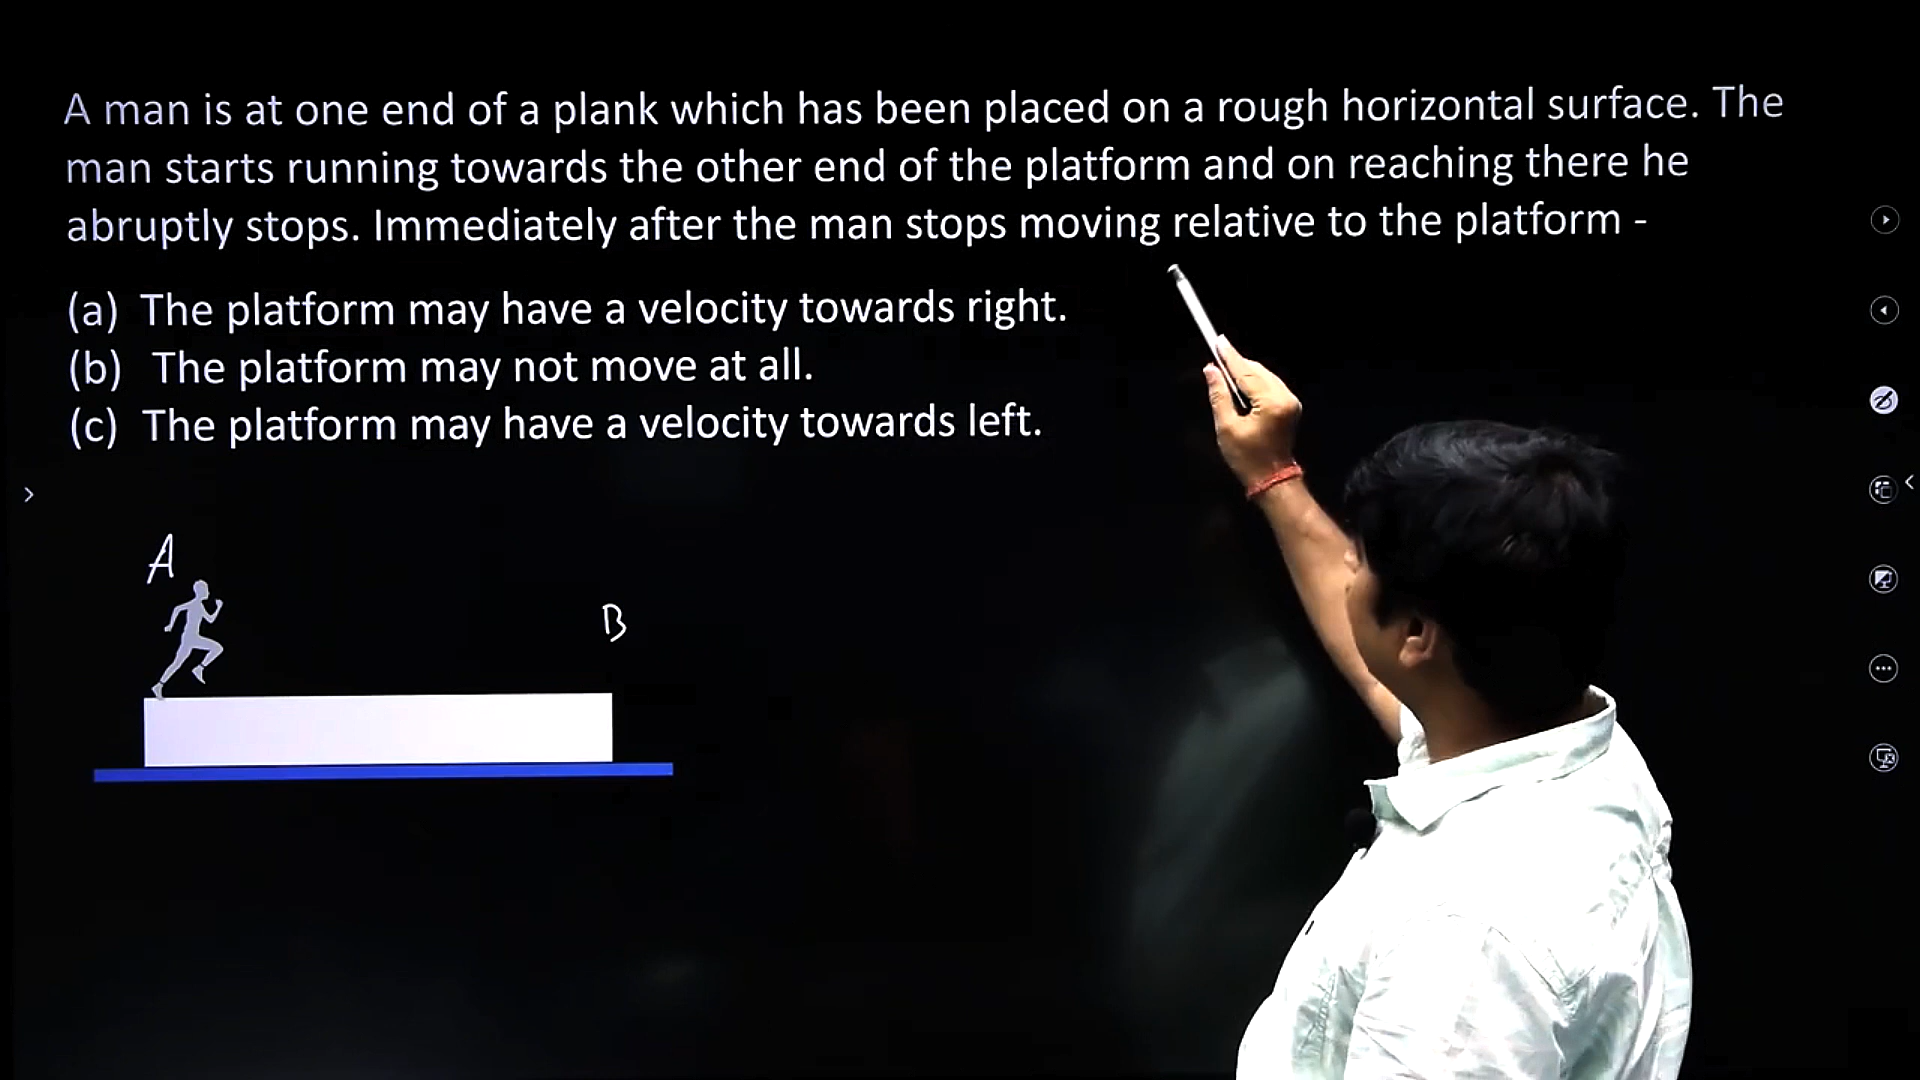 A man is at one end of a plank which has been placed on a rough horizontal surface. The
man starts running towards the other end of the platform and on reaching there he
abruptly stops. Immediately after the man stops moving relative to the platform -
(a) The platform may have a velocity towards right.
(b) The platform may not move at all.
(c) The platform may have a velocity towards left.
A
B